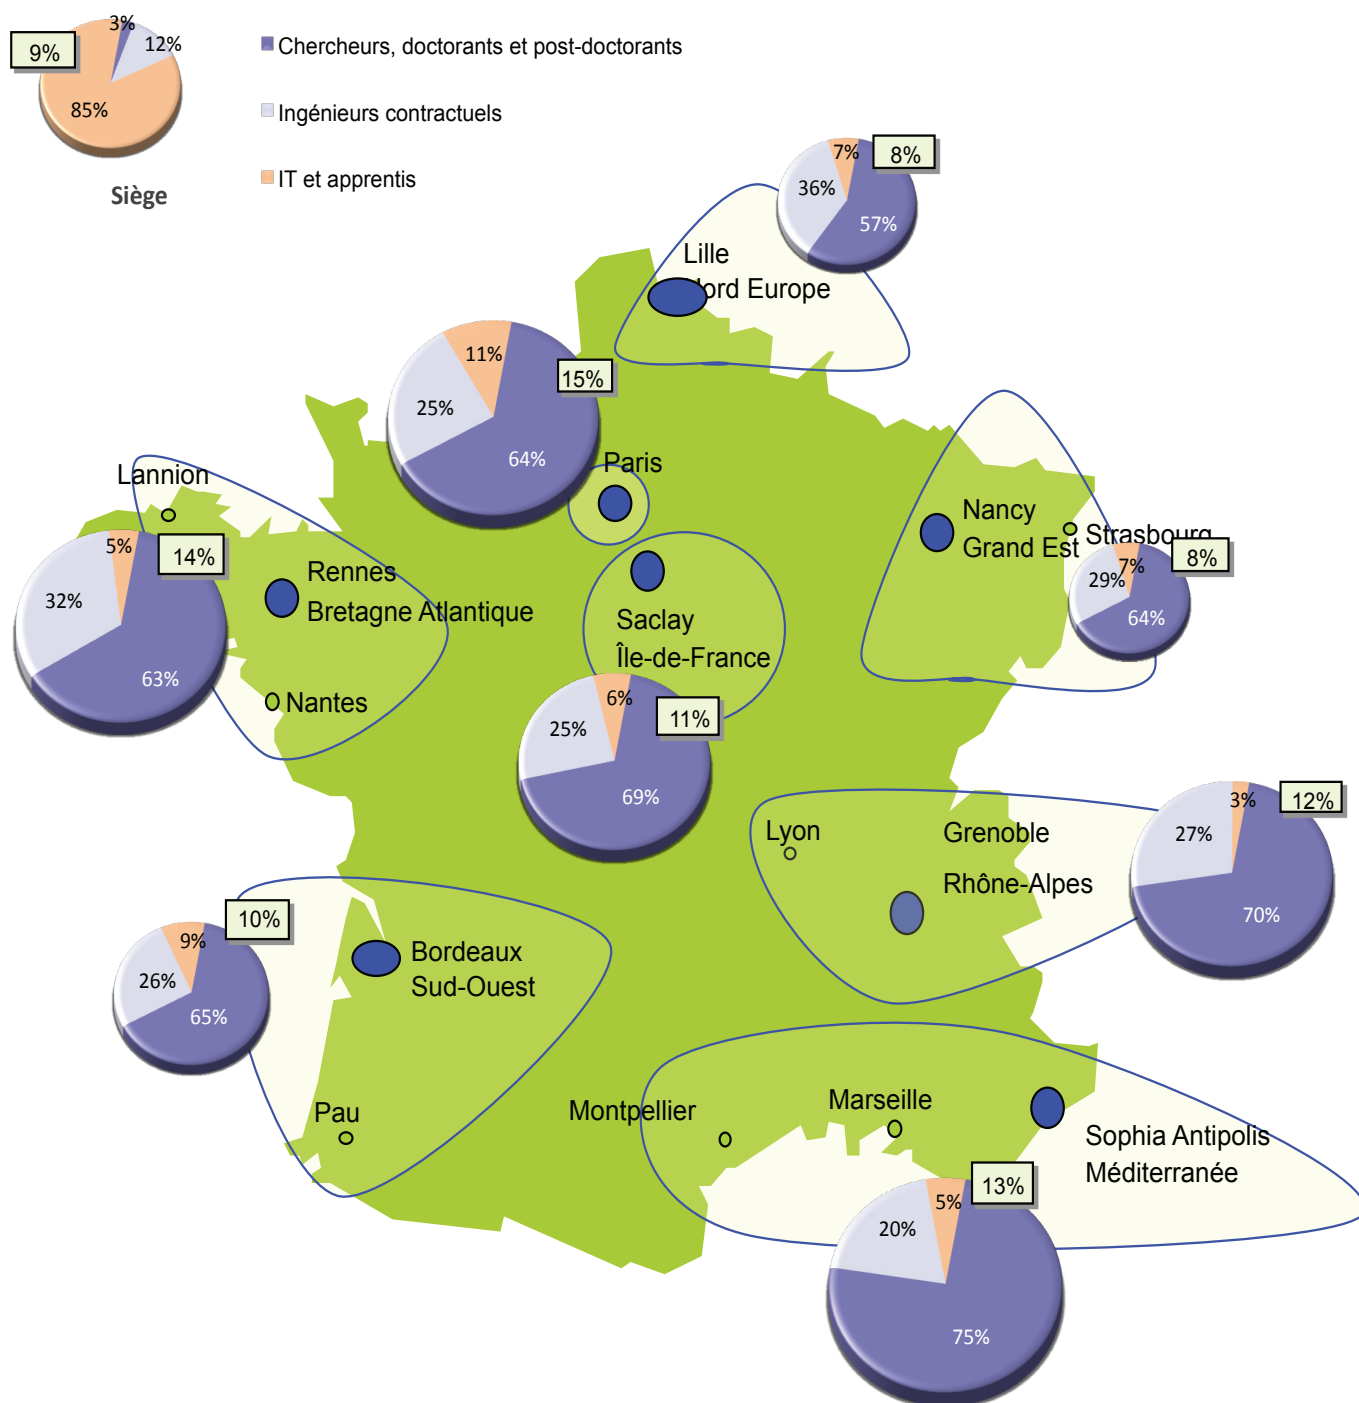 3%
12%
9%
85%
Siège
Chercheurs, doctorants et post-doctorants
Ingénieurs contractuels
IT et apprentis
7%
8%
36%
57%
Lille
Nord Europe
11%
15%
25%
64%
Paris
Lannion
5%
14%
32%
63%
Rennes
Bretagne Atlantique
Nantes
Nancy
Grand Est
Strasbourg
7%
8%
29%
64%
Saclay
Île-de-France
6%
11%
25%
69%
Lyon
Grenoble
Rhône-Alpes
3%
12%
27%
70%
9%
10%
26%
65%
Bordeaux
Sud-Ouest
Pau
Montpellier
Marseille
Sophia Antipolis
Méditerranée
5%
13%
20%
75%